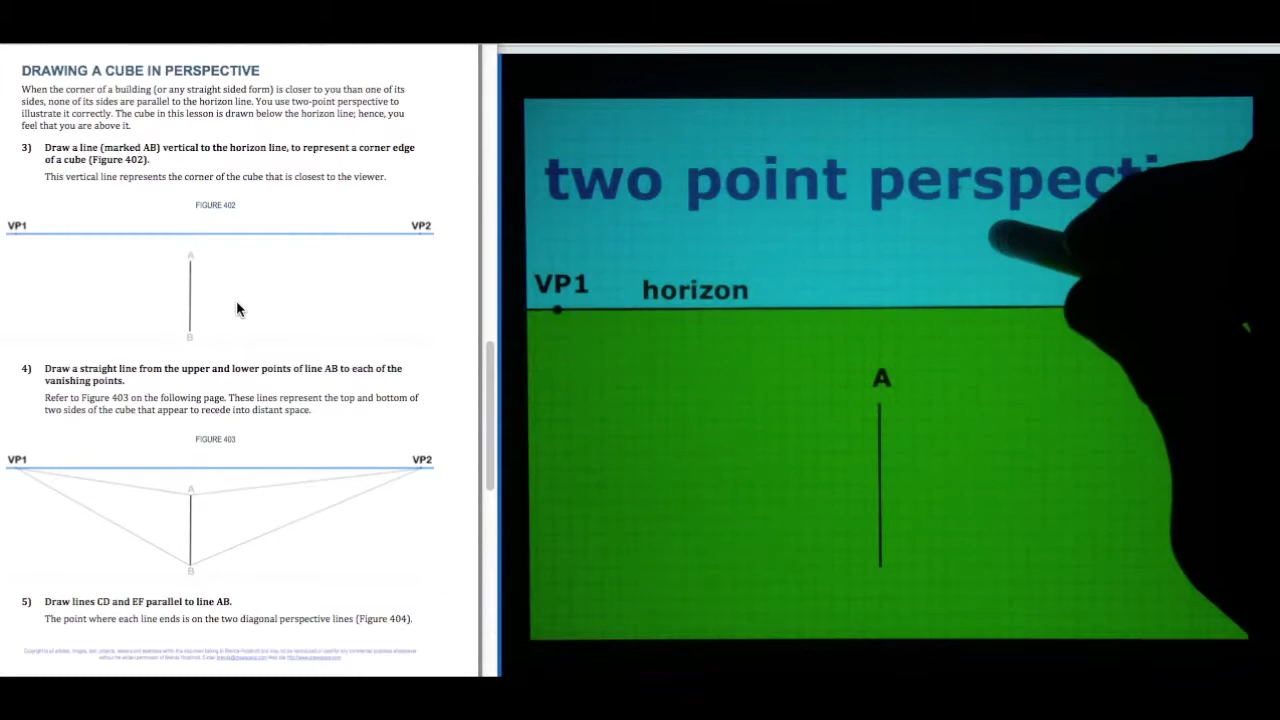 DRAWING A CUBE IN PERSPECTIVE
When the corner of a building (or any straight sided form) is closer to you than one of its
sides, none of its sides are parallel to the horizon line. You use two-point perspective to
illustrate it correctly. The cube in this lesson is drawn below the horizon line; hence, you
feel that you are above it.
3) Draw a line (marked AB) vertical to the horizon line, to represent a corner edge
of a cube (Figure 402).
This vertical line represents the corner of the cube that is closest to the viewer.
FIGURE 402
VP1 VP2
A
B
4) Draw a straight line from the upper and lower points of line AB to each of the
vanishing points.
Refer to Figure 403 on the following page. These lines represent the top and bottom of
two sides of the cube that appear to recede into distant space.
FIGURE 403
VP1 VP2
A
B
5) Draw lines CD and EF parallel to line AB.
The point where each line ends is on the two diagonal perspective lines (Figure 404).
two point perspecti
VP1 horizon
A